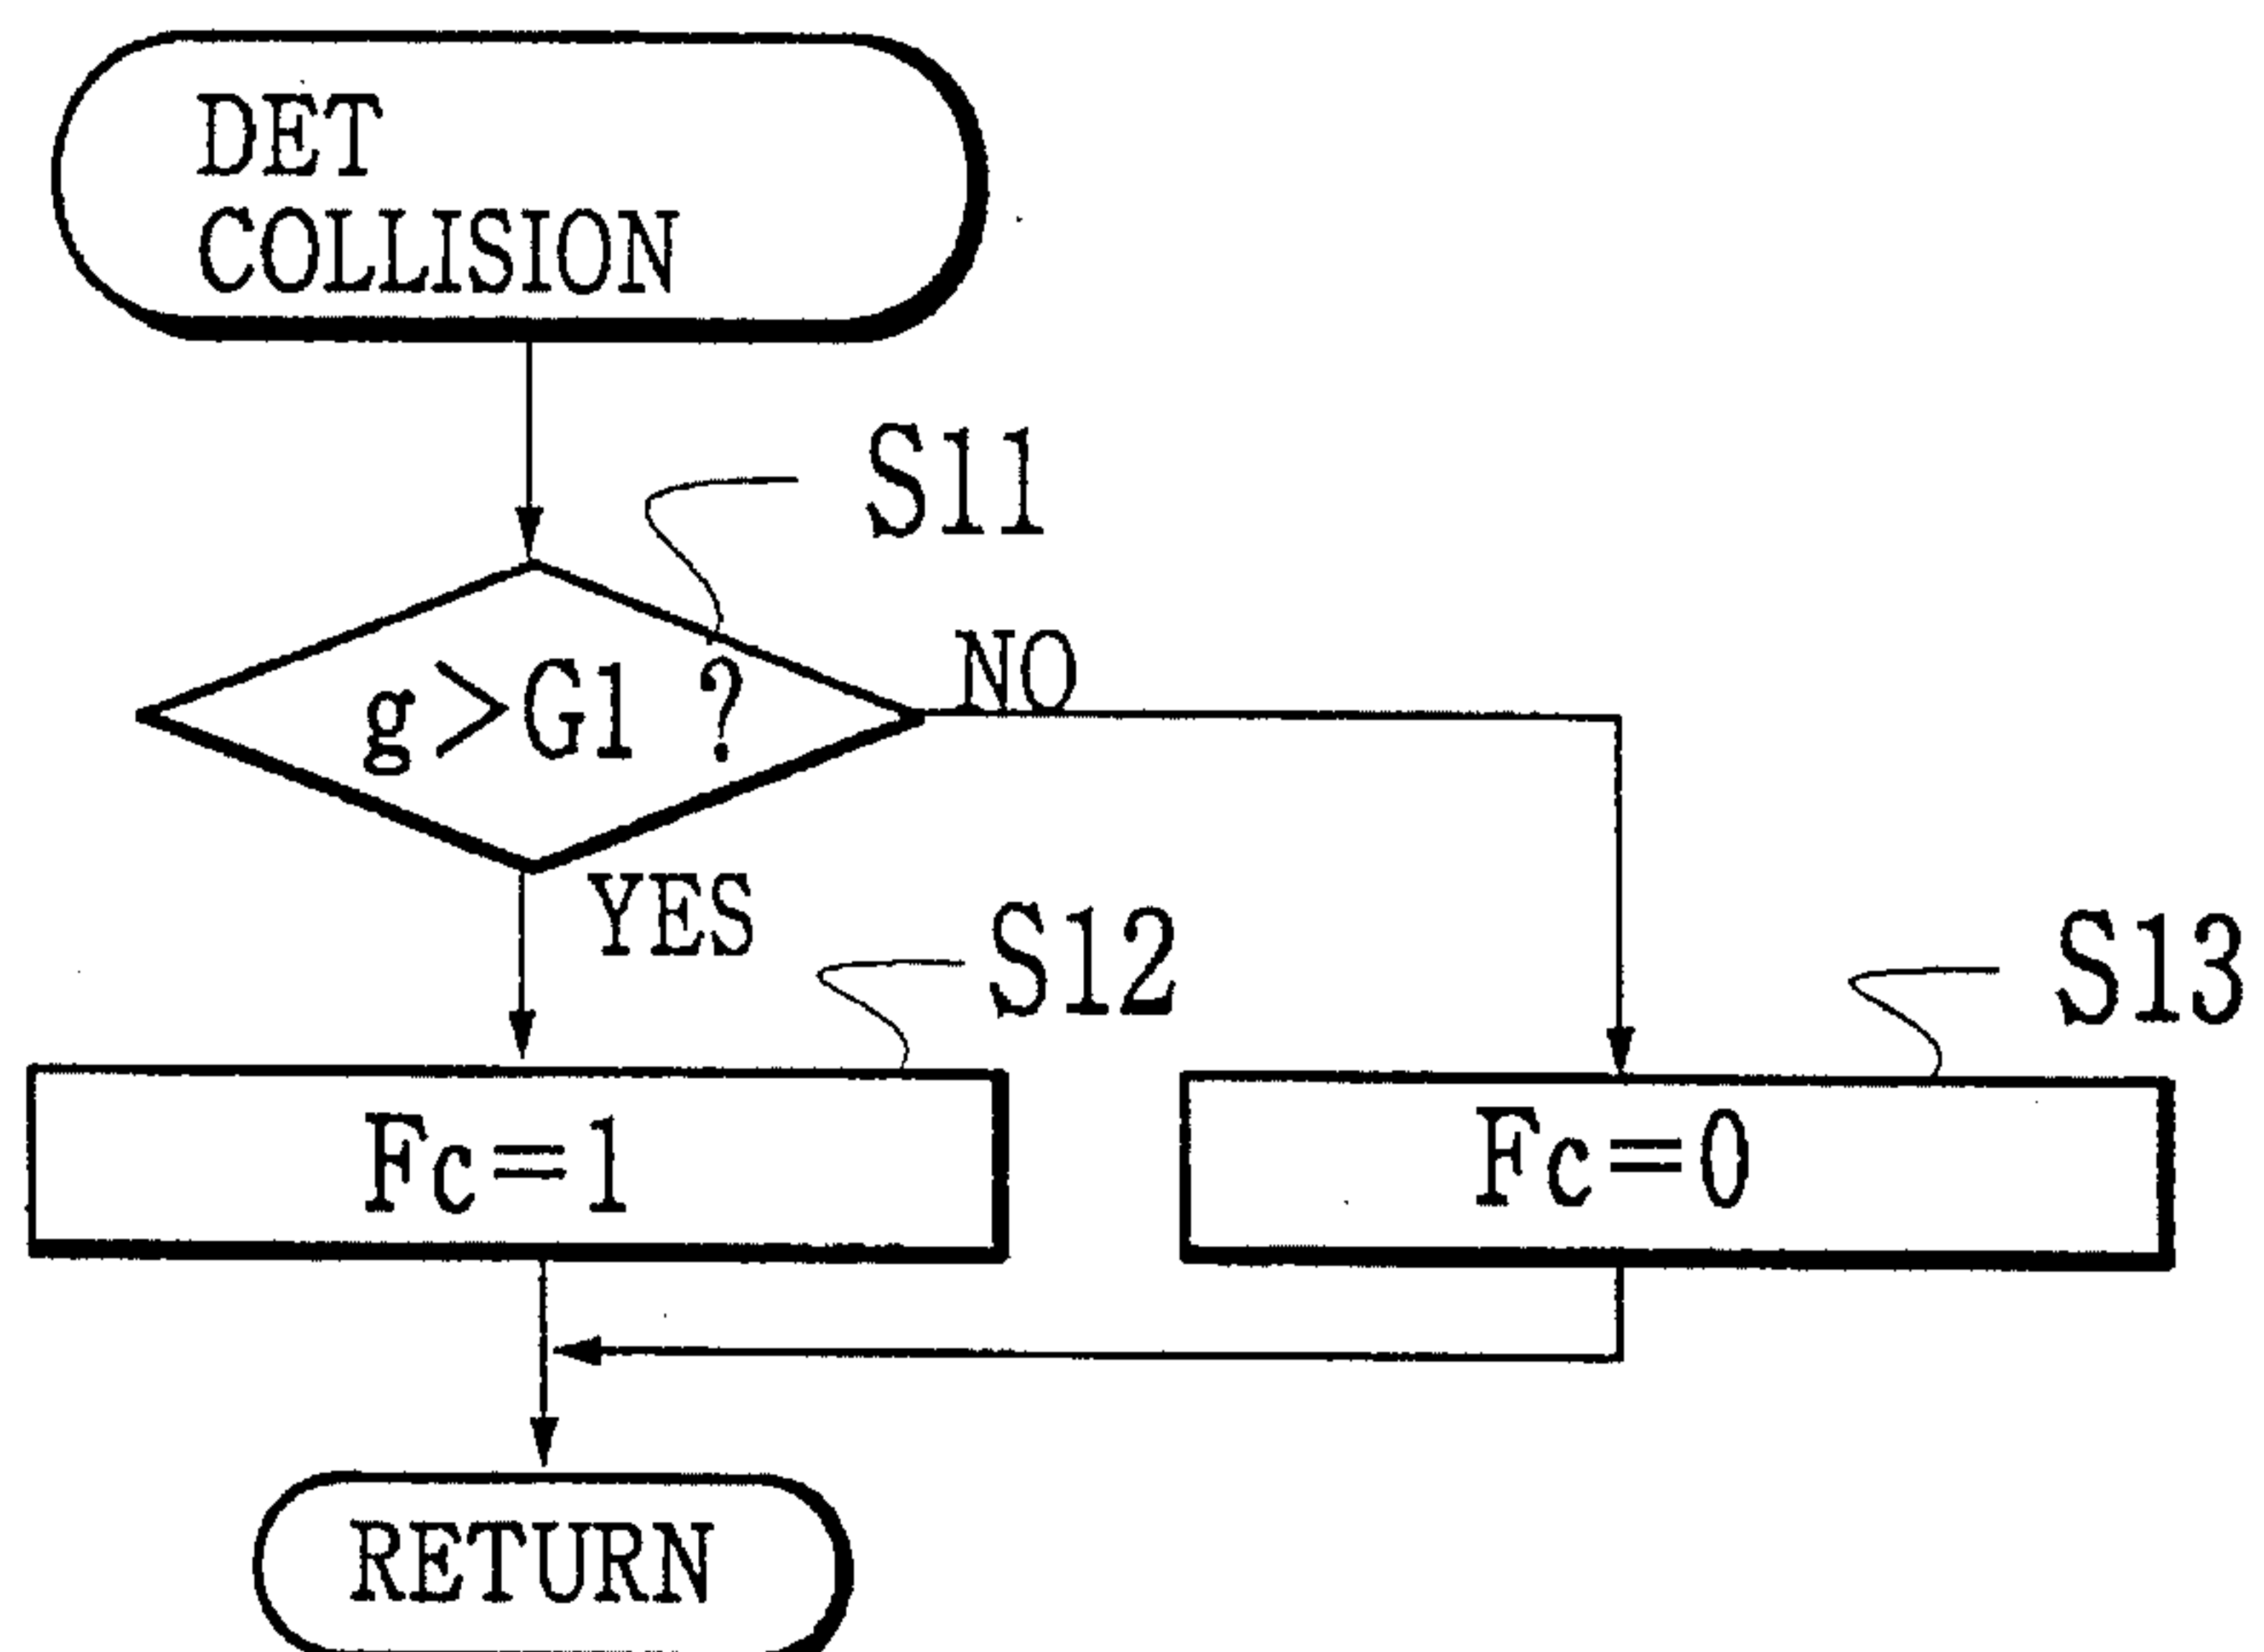 DET
COLLISION
S11
g>G1 ?
NO
YES
S12
S13
Fc=1
Fc=0
RETURN